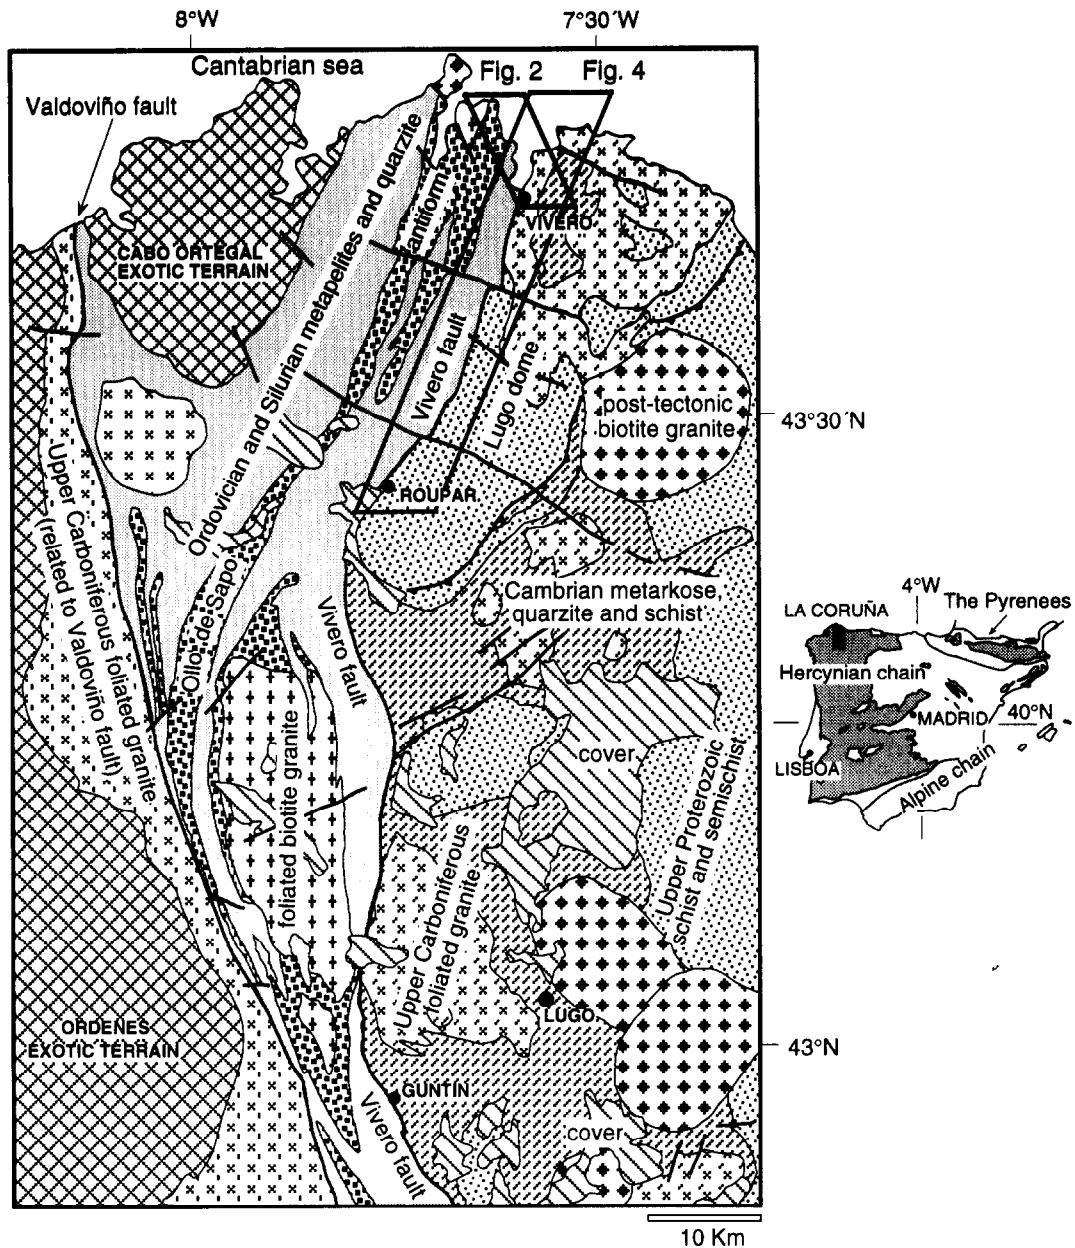 8°W
7°30´W
Cantabrian sea
Fig. 2
Fig. 4
Valdoviño fault
VIVERO
CABO ORTEGAL
EXOTIC TERRAIN
Ordovician and Silurian metapelites and quarzite
Ollo de Sapo
antiform
Vivero fault
Lugo dome
post-tectonic
biotite granite
43°30´N
Upper Carboniferous foliated granite
(related to Valdoviño fault)
ROUPAR
Cambrian metarkose,
quarzite and schist
Vivero fault
foliated biotite granite
cover
Upper Proterozoic
schist and semischist
Upper Carboniferous
foliated granite
LUGO
ORDENES
EXOTIC TERRAIN
43°N
GUNTIN
Vivero fault
cover
10 Km
4°W
LA CORUÑA
The Pyrenees
Hercynian chain
MADRID
40°N
LISBOA
Alpine chain